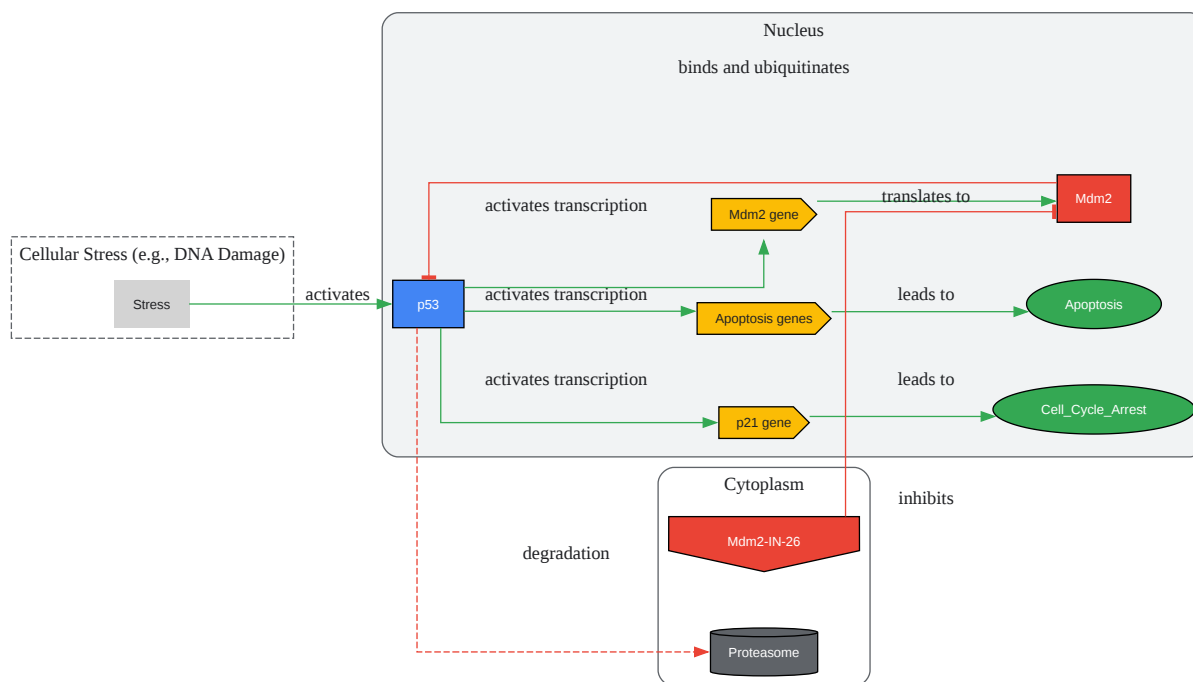 Nucleus
binds and ubiquitinates
activates transcription
Mdm2 gene
translates to
Mdm2
Cellular Stress (e.g., DNA Damage)
Stress
activates
p53
activates transcription
Apoptosis genes
leads to
Apoptosis
activates transcription
p21 gene
leads to
Cell_Cycle_Arrest
Cytoplasm
inhibits
Mdm2-IN-26
degradation
Proteasome